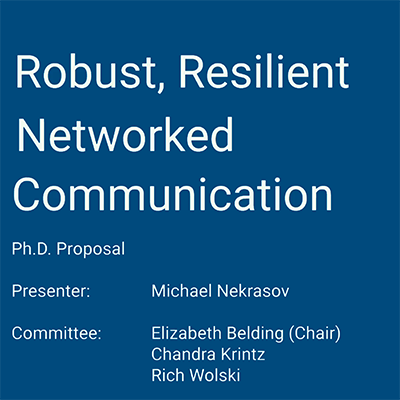 Robust, Resilient
Networked
Communication
Ph.D. Proposal
Presenter: Michael Nekrasov
Committee: Elizabeth Belding (Chair)
Chandra Krintz
Rich Wolski